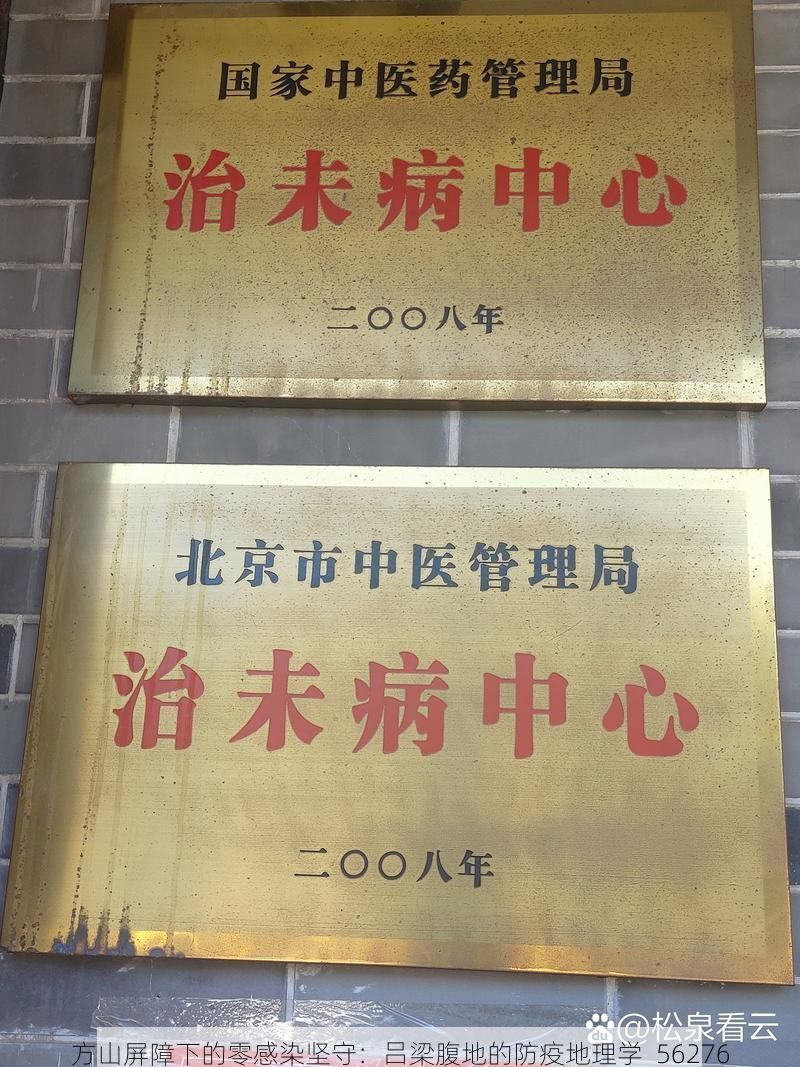 国家中医药管理局
治未病中心
二〇〇八年
北京市中医管理局
治未病中心
二〇〇八年
@松泉看云
方山屏障下的零感染坚守：吕梁腹地的防疫地理学 56276